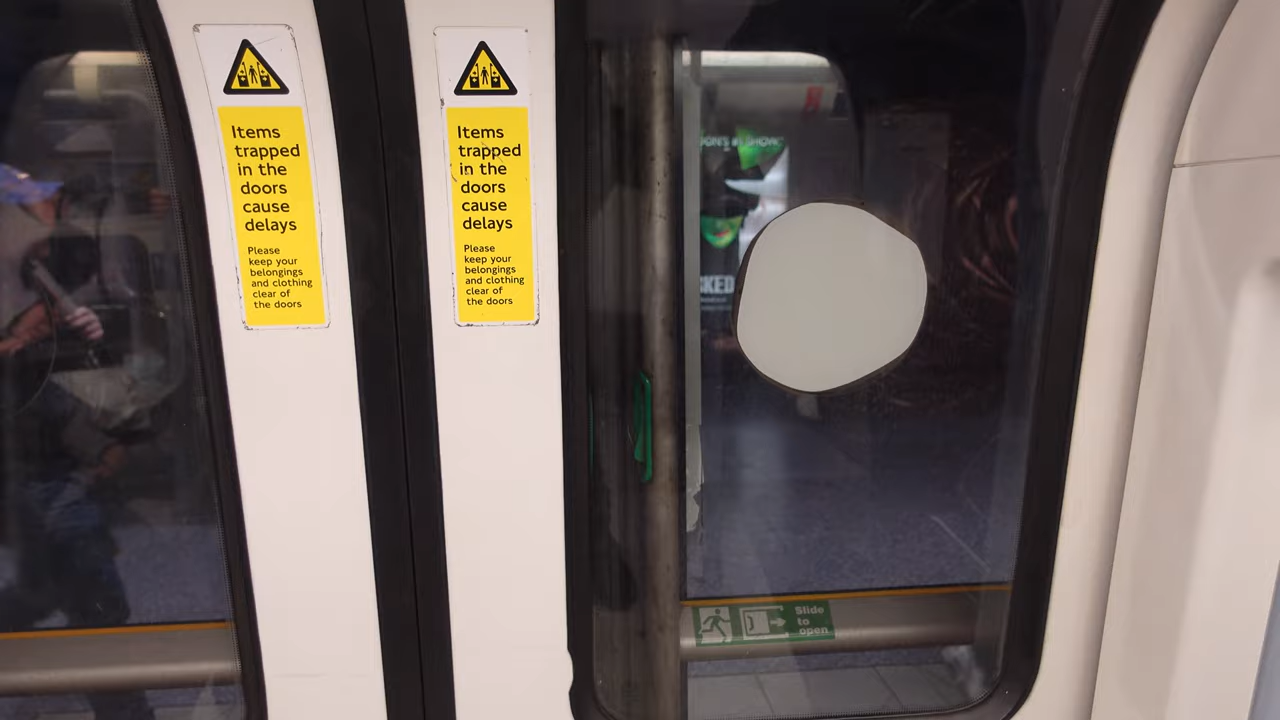 Items
trapped
in the
doors
cause
delays
Please
keep your
belongings
and clothing
clear of
the doors
Items
trapped
in the
doors
cause
delays
Please
keep your
belongings
and clothing
clear of
the doors
Slide
to
open